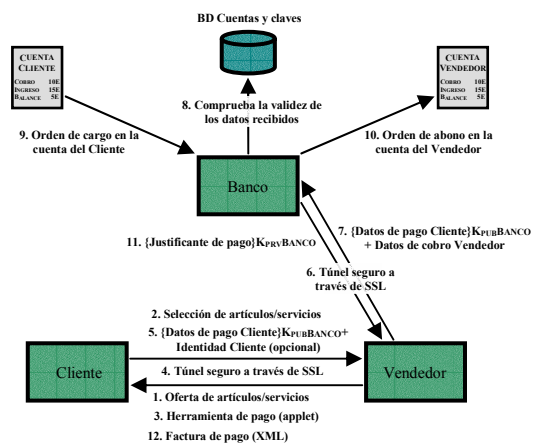 BD Cuentas y claves
CUENTA
CLIENTE
COBRO 10E
INGRESO 15E
BALANCE 5E
CUENTA
VENDEDOR
COBRO 10E
INGRESO 15E
BALANCE 5E
8. Comprueba la validez de
los datos recibidos
9. Orden de cargo en la
cuenta del Cliente
10. Orden de abono en la
cuenta del Vendedor
Banco
7. {Datos de pago Cliente}KPUBBANCO
+ Datos de cobro Vendedor
11. {Justificante de pago}KPRVBANCO
6. Túnel seguro a
través de SSL
2. Selección de artículos/servicios
5. {Datos de pago Cliente}KPUBBANCO+
Identidad Cliente (opcional)
Cliente
Vendedor
4. Túnel seguro a través de SSL
1. Oferta de artículos/servicios
3. Herramienta de pago (applet)
12. Factura de pago (XML)